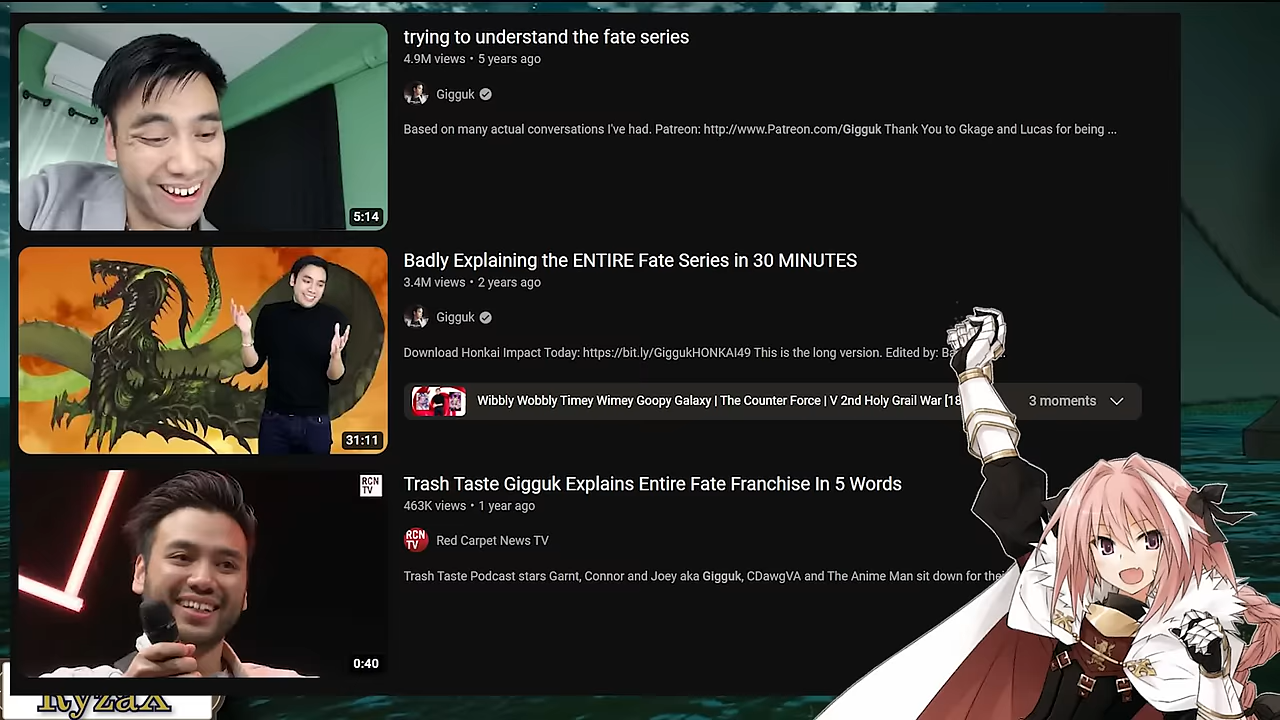 trying to understand the fate series
4.9M views • 5 years ago
Gigguk
Based on many actual conversations I've had. Patreon: http://www.Patreon.com/Gigguk Thank You to Gkage and Lucas for being ...
5:14
Badly Explaining the ENTIRE Fate Series in 30 MINUTES
3.4M views • 2 years ago
Gigguk
Download Honkai Impact Today: https://bit.ly/GiggukHONKAI49 This is the long version. Edited by:
Wibbly Wobbly Timey Wimey Goopy Galaxy | The Counter Force | V 2nd Holy Grail War [18
3 moments
31:11
RCN
TV
Trash Taste Gigguk Explains Entire Fate Franchise In 5 Words
463K views • 1 year ago
RCN
TV
Red Carpet News TV
Trash Taste Podcast stars Garnt, Connor and Joey aka Gigguk, CDawgVA and The Anime Man sit down for
0:40
RyzaX